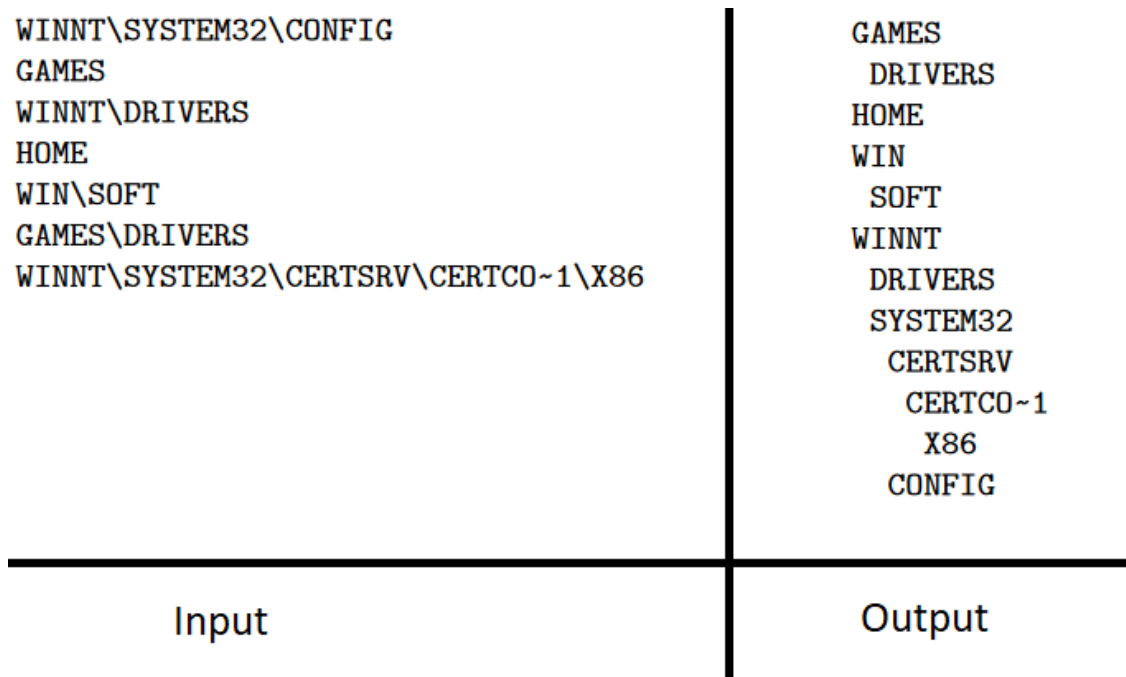 WINNT\SYSTEM32\CONFIG
GAMES
WINNT\DRIVERS
HOME
WIN\SOFT
GAMES\DRIVERS
WINNT\SYSTEM32\CERTSRV\CERTCO~1\X86
GAMES
 DRIVERS
HOME
WIN
 SOFT
WINNT
 DRIVERS
 SYSTEM32
  CERTSRV
   CERTCO~1
    X86
  CONFIG
Input
Output